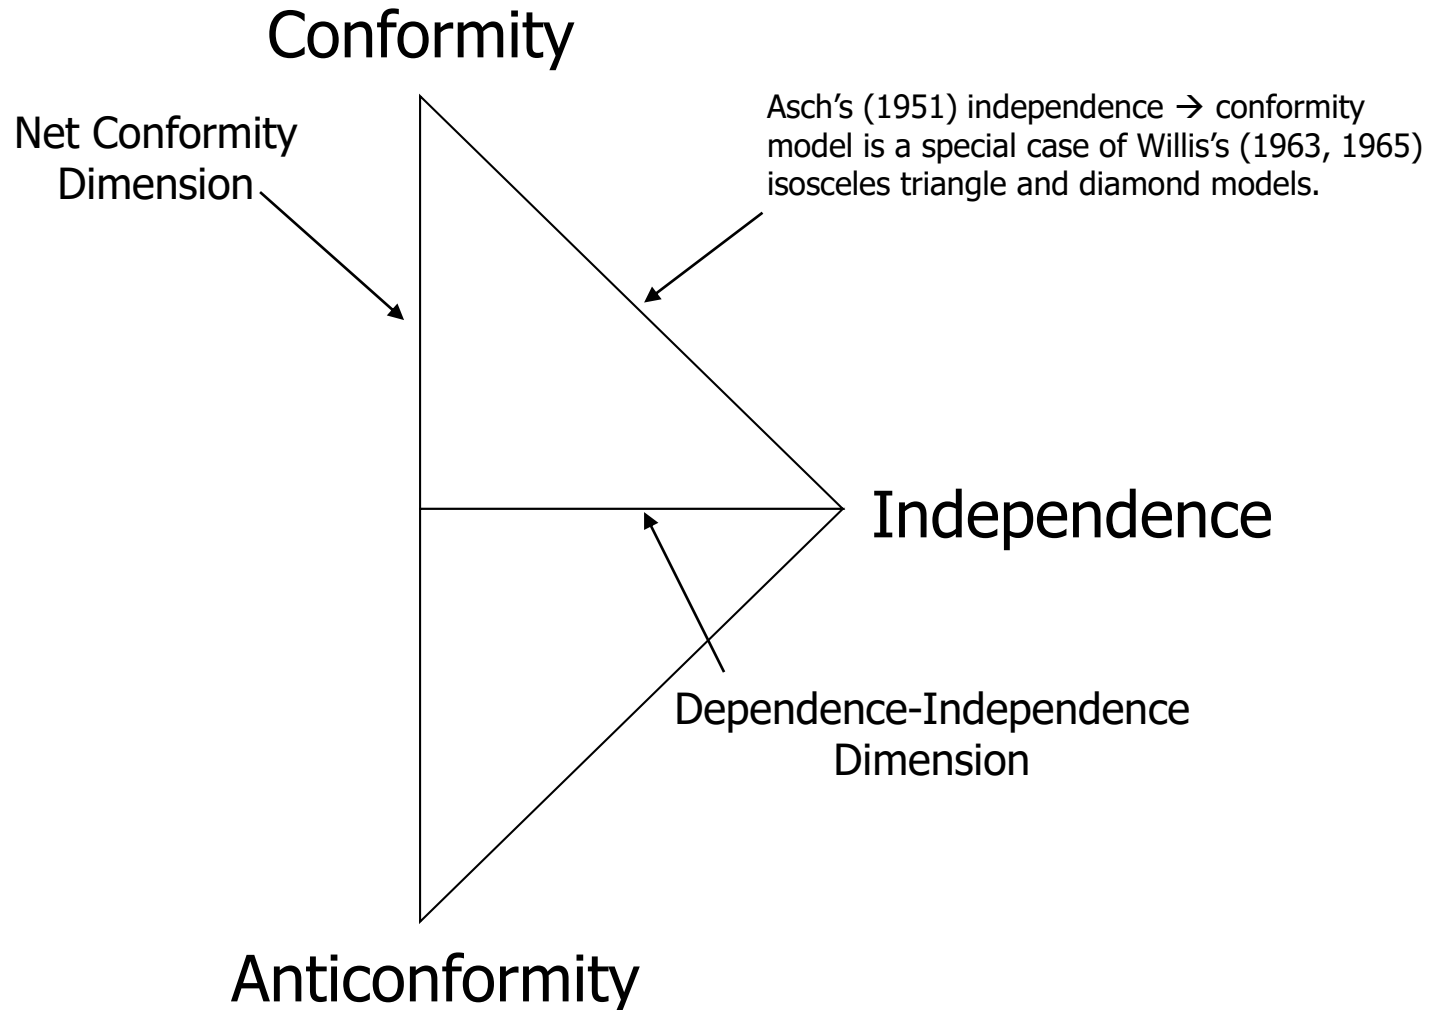 Conformity
Net Conformity
Dimension
Asch’s (1951) independence → conformity
model is a special case of Willis’s (1963, 1965)
isosceles triangle and diamond models.
Independence
Dependence-Independence
Dimension
Anticonformity